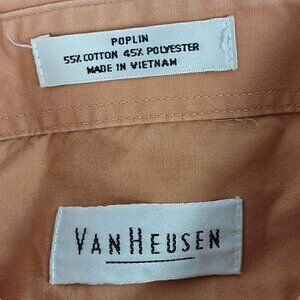 POPLIN
55% COTTON 45% POLYESTER
MADE IN VIETNAM
VAN HEUSEN